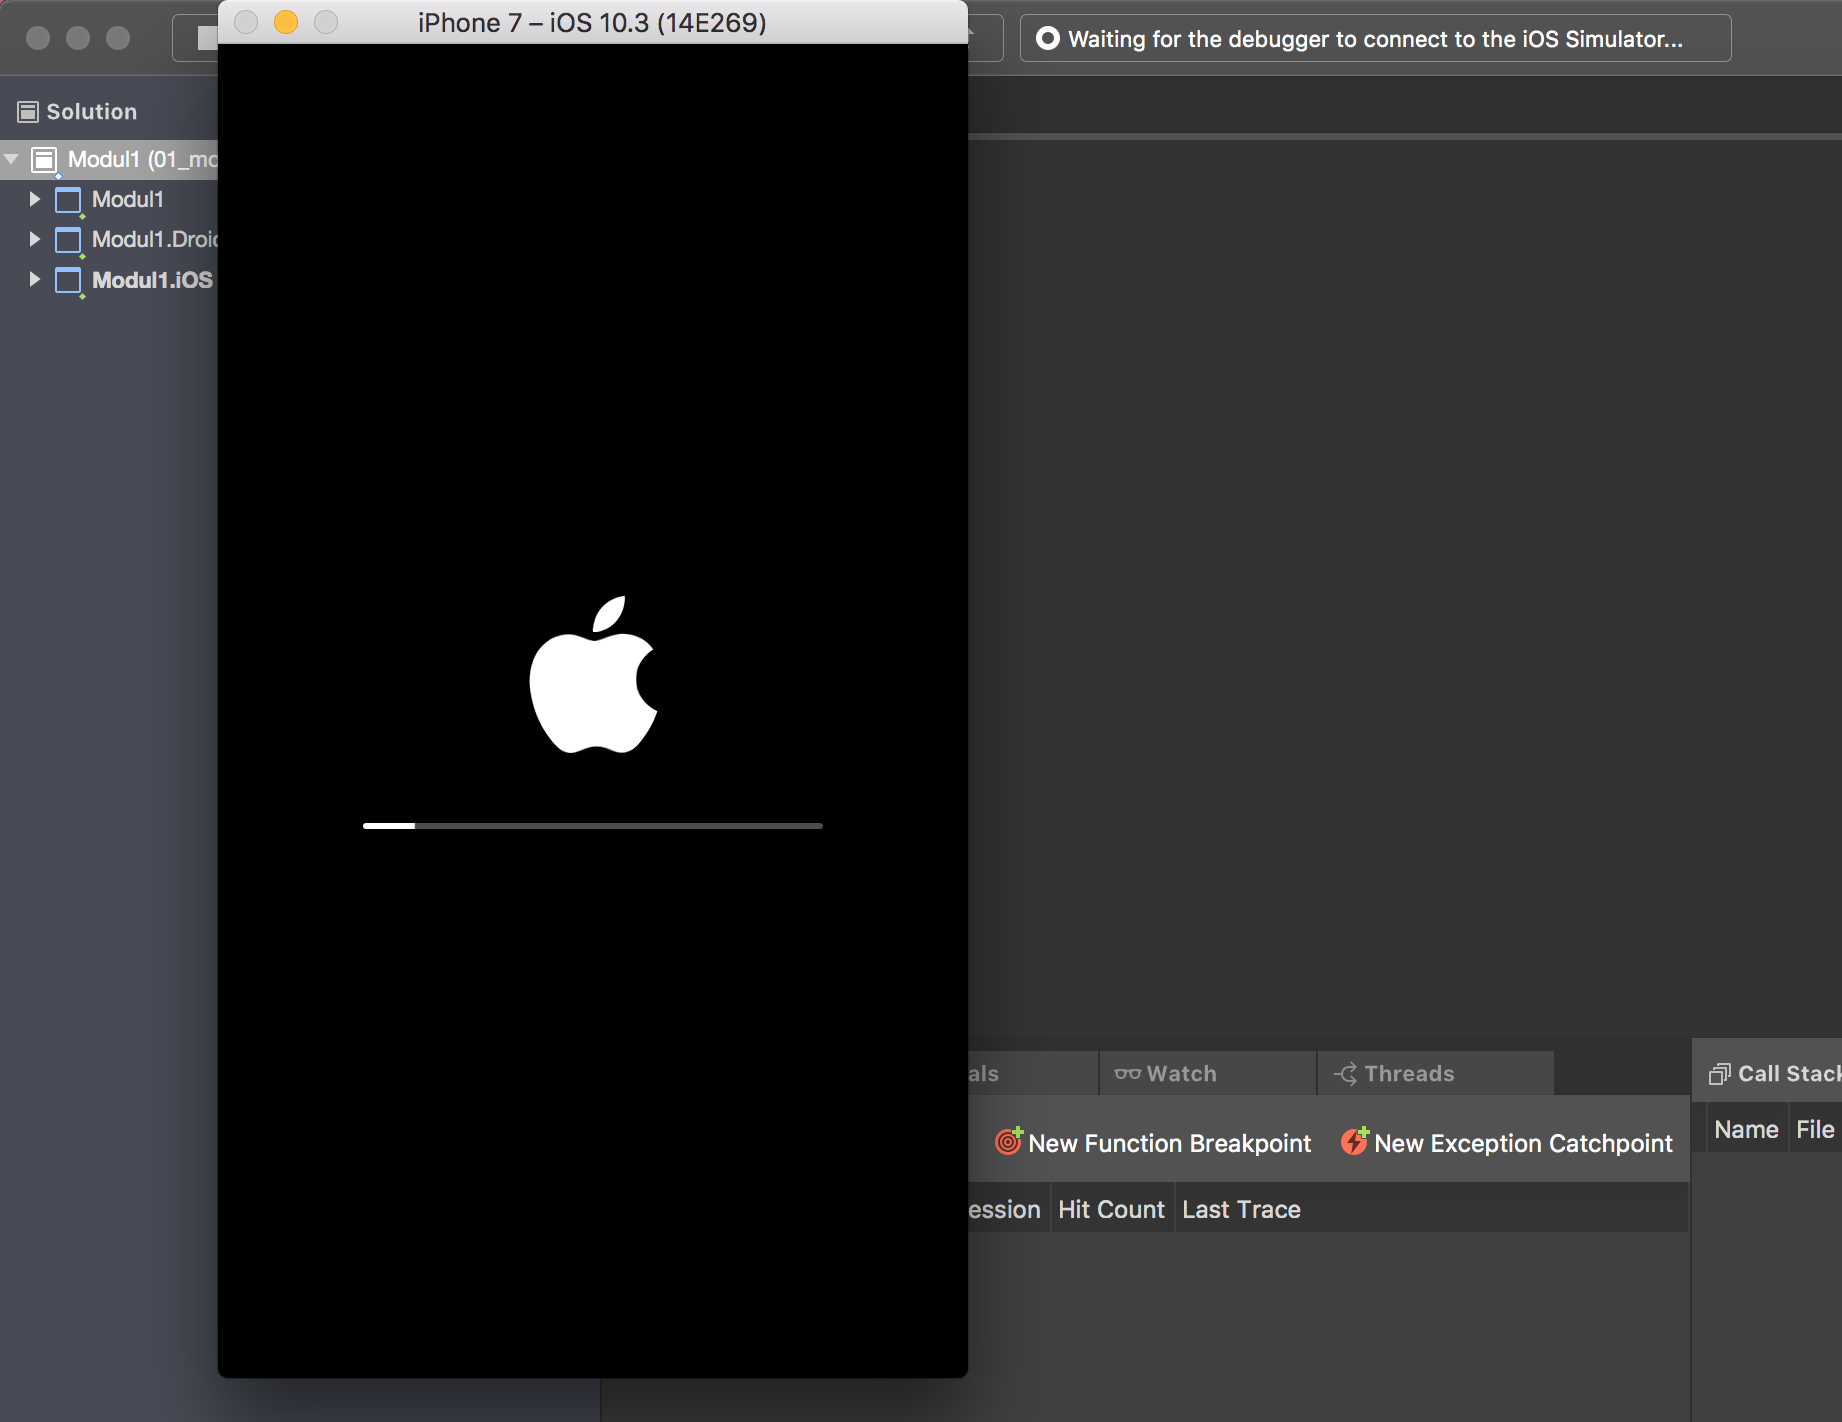 iPhone 7 – iOS 10.3 (14E269)
Waiting for the debugger to connect to the iOS Simulator...
Solution
Modul1 (01_mo
Modul1
Modul1.Droid
Modul1.iOS
als
Watch
Threads
Call Stack
New Function Breakpoint
New Exception Catchpoint
Name
File
ession
Hit Count
Last Trace